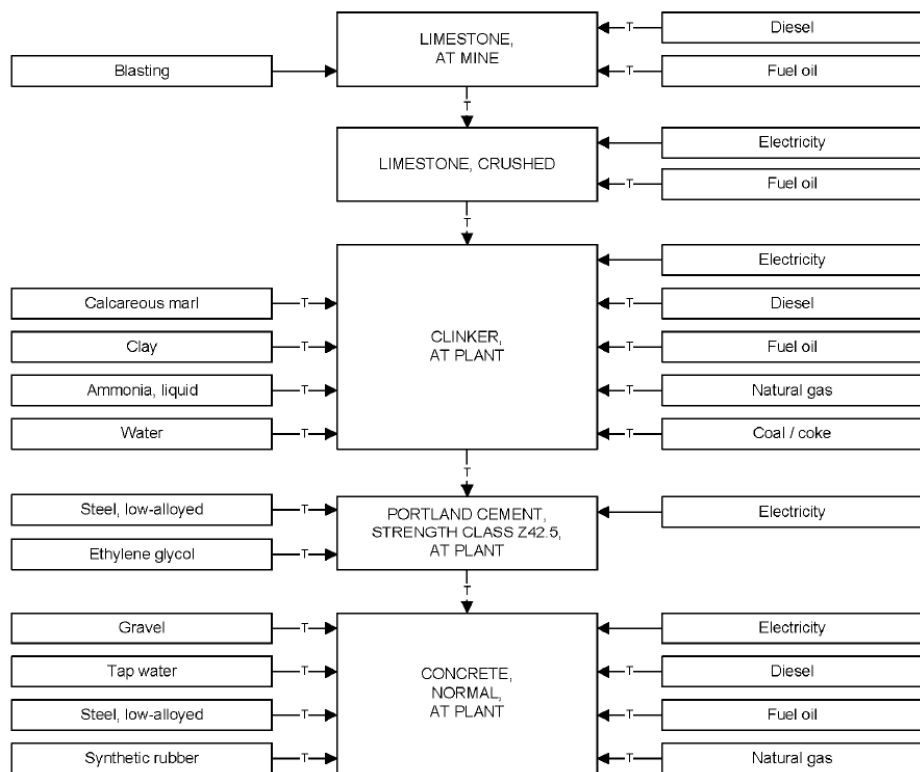 LIMESTONE,
AT MINE
T
Diesel
Blasting
T
Fuel oil
T
LIMESTONE, CRUSHED
Electricity
T
Fuel oil
T
CLINKER,
AT PLANT
Electricity
Calcareous marl
T
T
Diesel
Clay
T
T
Fuel oil
Ammonia, liquid
T
T
Natural gas
Water
T
T
Coal / coke
T
Steel, low-alloyed
T
PORTLAND CEMENT,
STRENGTH CLASS Z42.5,
AT PLANT
Electricity
Ethylene glycol
T
T
Gravel
T
CONCRETE,
NORMAL,
AT PLANT
Electricity
Tap water
T
T
Diesel
Steel, low-alloyed
T
T
Fuel oil
Synthetic rubber
T
T
Natural gas